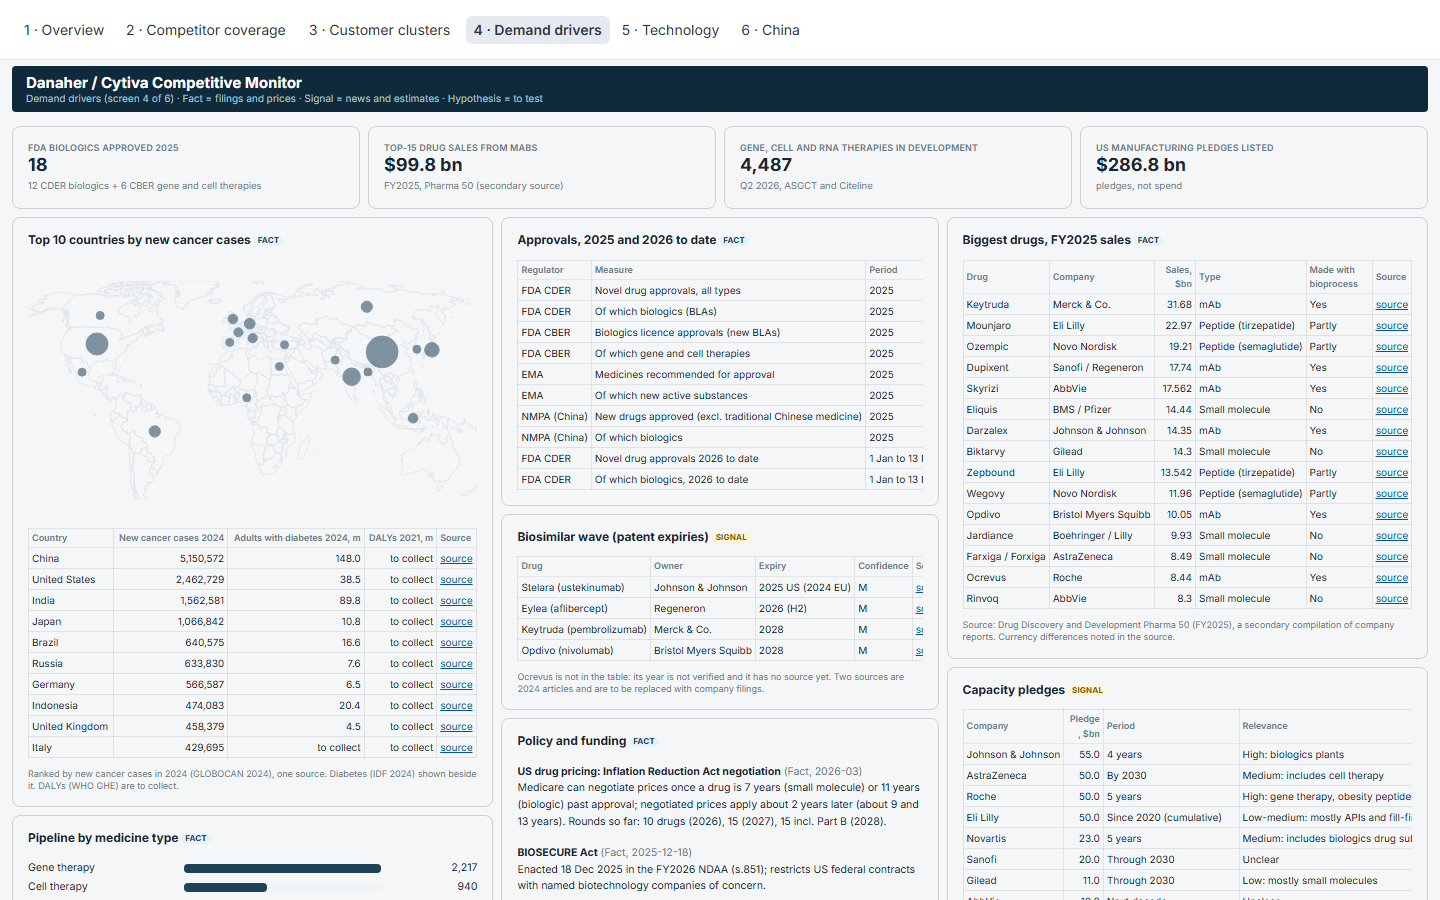 1 · Overview 2 · Competitor coverage 3 · Customer clusters 4 · Demand drivers 5 · Technology 6 · China
Danaher / Cytiva Competitive Monitor
Demand drivers (screen 4 of 6) · Fact = filings and prices · Signal = news and estimates · Hypothesis = to test
FDA BIOLOGICS APPROVED 2025
18
12 CDER biologics + 6 CBER gene and cell therapies
TOP-15 DRUG SALES FROM MABS
$99.8 bn
FY2025, Pharma 50 (secondary source)
GENE, CELL AND RNA THERAPIES IN DEVELOPMENT
4,487
Q2 2026, ASGCT and Citeline
US MANUFACTURING PLEDGES LISTED
$286.8 bn
pledges, not spend
Top 10 countries by new cancer cases FACT
Country New cancer cases 2024 Adults with diabetes 2024, m DALYs 2021, m Source
China 5,150,572 148.0 to collect source
United States 2,462,729 38.5 to collect source
India 1,562,581 89.8 to collect source
Japan 1,066,842 10.8 to collect source
Brazil 640,575 16.6 to collect source
Russia 633,830 7.6 to collect source
Germany 566,587 6.5 to collect source
Indonesia 474,083 20.4 to collect source
United Kingdom 458,379 4.5 to collect source
Italy 429,695 to collect to collect source
Ranked by new cancer cases in 2024 (GLOBOCAN 2024), one source. Diabetes (IDF 2024) shown beside
it. DALYs (WHO GHE) are to collect.
Pipeline by medicine type FACT
Gene therapy 2,217
Cell therapy 940
Approvals, 2025 and 2026 to date FACT
Regulator Measure Period
FDA CDER Novel drug approvals, all types 2025
FDA CDER Of which biologics (BLAs) 2025
FDA CBER Biologics licence approvals (new BLAs) 2025
FDA CBER Of which gene and cell therapies 2025
EMA Medicines recommended for approval 2025
EMA Of which new active substances 2025
NMPA (China) New drugs approved (excl. traditional Chinese medicine) 2025
NMPA (China) Of which biologics 2025
FDA CDER Novel drug approvals 2026 to date 1 Jan to 13
FDA CDER Of which biologics, 2026 to date 1 Jan to 13
Biosimilar wave (patent expiries) SIGNAL
Drug Owner Expiry Confidence
Stelara (ustekinumab) Johnson & Johnson 2025 US (2024 EU) M
Eylea (aflibercept) Regeneron 2026 (H2) M
Keytruda (pembrolizumab) Merck & Co. 2028 M
Opdivo (nivolumab) Bristol Myers Squibb 2028 M
Ocrevus is not in the table: its year is not verified and it has no source yet. Two sources are
2024 articles and are to be replaced with company filings.
Policy and funding FACT
US drug pricing: Inflation Reduction Act negotiation (Fact, 2026-03)
Medicare can negotiate prices once a drug is 7 years (small molecule) or 11 years
(biologic) past approval; negotiated prices apply about 2 years later (about 9 and
13 years). Rounds so far: 10 drugs (2026), 15 (2027), 15 incl. Part B (2028).
BIOSECURE Act (Fact, 2025-12-18)
Enacted 18 Dec 2025 in the FY2026 NDAA (s.851); restricts US federal contracts
with named biotechnology companies of concern.
Biggest drugs, FY2025 sales FACT
Drug Company Sales, $bn Type Made with bioprocess Source
Keytruda Merck & Co. 31.68 mAb Yes source
Mounjaro Eli Lilly 22.97 Peptide (tirzepatide) Partly source
Ozempic Novo Nordisk 19.21 Peptide (semaglutide) Partly source
Dupixent Sanofi / Regeneron 17.74 mAb Yes source
Skyrizi AbbVie 17.562 mAb Yes source
Eliquis BMS / Pfizer 14.44 Small molecule No source
Darzalex Johnson & Johnson 14.35 mAb Yes source
Biktarvy Gilead 14.3 Small molecule No source
Zepbound Eli Lilly 13.542 Peptide (tirzepatide) Partly source
Wegovy Novo Nordisk 11.96 Peptide (semaglutide) Partly source
Opdivo Bristol Myers Squibb 10.05 mAb Yes source
Jardiance Boehringer / Lilly 9.93 Small molecule No source
Farxiga / Forxiga AstraZeneca 8.49 Small molecule No source
Ocrevus Roche 8.44 mAb Yes source
Rinvoq AbbVie 8.3 Small molecule No source
Source: Drug Discovery and Development Pharma 50 (FY2025), a secondary compilation of company
reports. Currency differences noted in the source.
Capacity pledges SIGNAL
Company Pledge, $bn Period Relevance
Johnson & Johnson 55.0 4 years High: biologics plants
AstraZeneca 50.0 By 2030 Medium: includes cell therapy
Roche 50.0 5 years High: gene therapy, obesity peptide
Eli Lilly 50.0 Since 2020 (cumulative) Low-medium: mostly APIs and fill-fi
Novartis 23.0 5 years Medium: includes biologics drug sul
Sanofi 20.0 Through 2030 Unclear
Gilead 11.0 Through 2030 Low: mostly small molecules